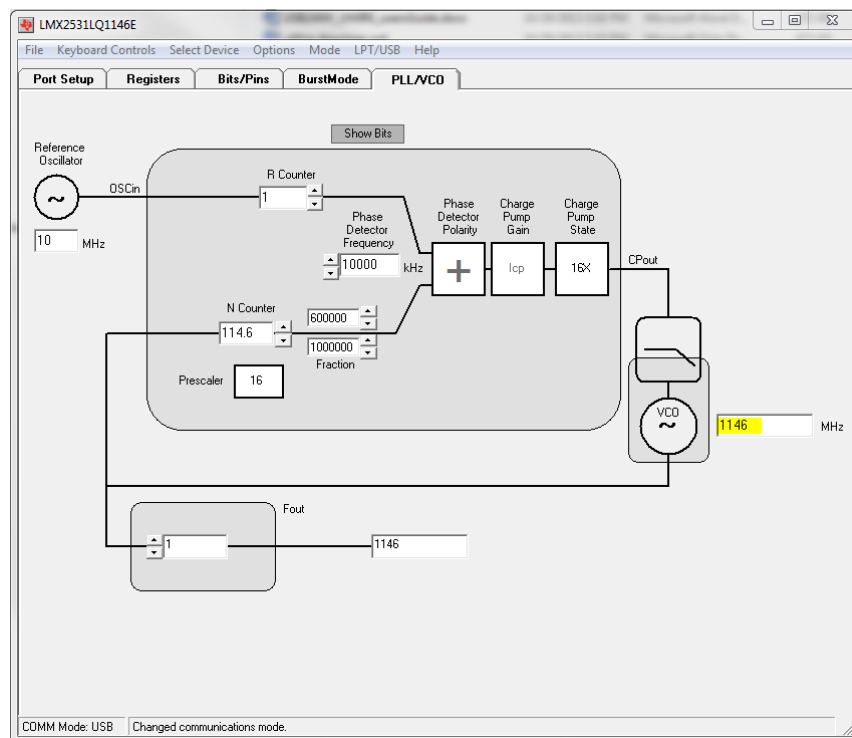 LMX2531LQ1146E
File Keyboard Controls Select Device Options Mode LPT/USB Help
Port Setup Registers Bits/Pins BurstMode PLL/VCO
Show Bits
Reference
Oscillator
OSCin
10 MHz
R Counter
1
Phase
Detector
Frequency
10000 kHz
Phase
Detector
Polarity
+
Charge
Pump
Gain
Icp
Charge
Pump
State
16X
CPout
N Counter
114.6
600000
1000000
Fraction
Prescaler 16
VCO
1146 MHz
Fout
1
1146
COMM Mode: USB Changed communications mode.